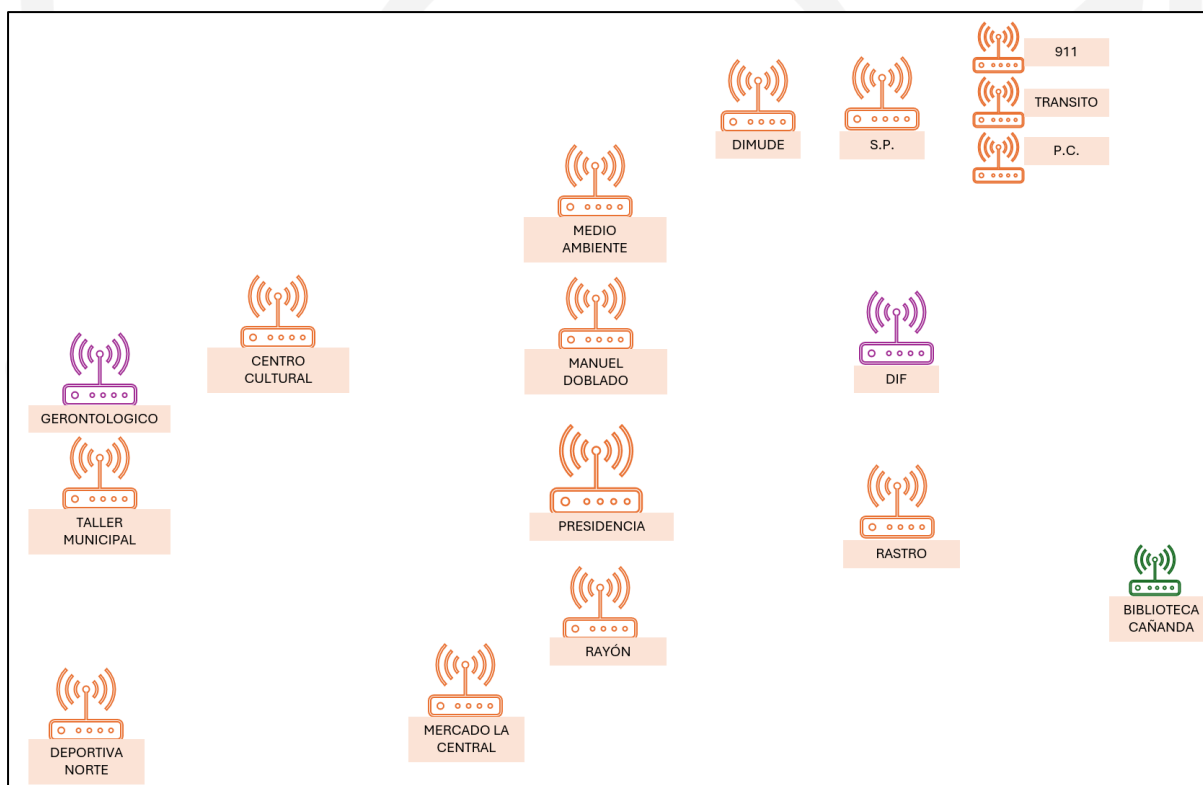 911
TRANSITO
DIMUDE
S.P.
P.C.
MEDIO
AMBIENTE
CENTRO
CULTURAL
MANUEL
DOBLADO
DIF
GERONTOLOGICO
TALLER
MUNICIPAL
PRESIDENCIA
RASTRO
BIBLIOTECA
CAÑANDA
RAYÓN
MERCADO LA
CENTRAL
DEPORTIVA
NORTE